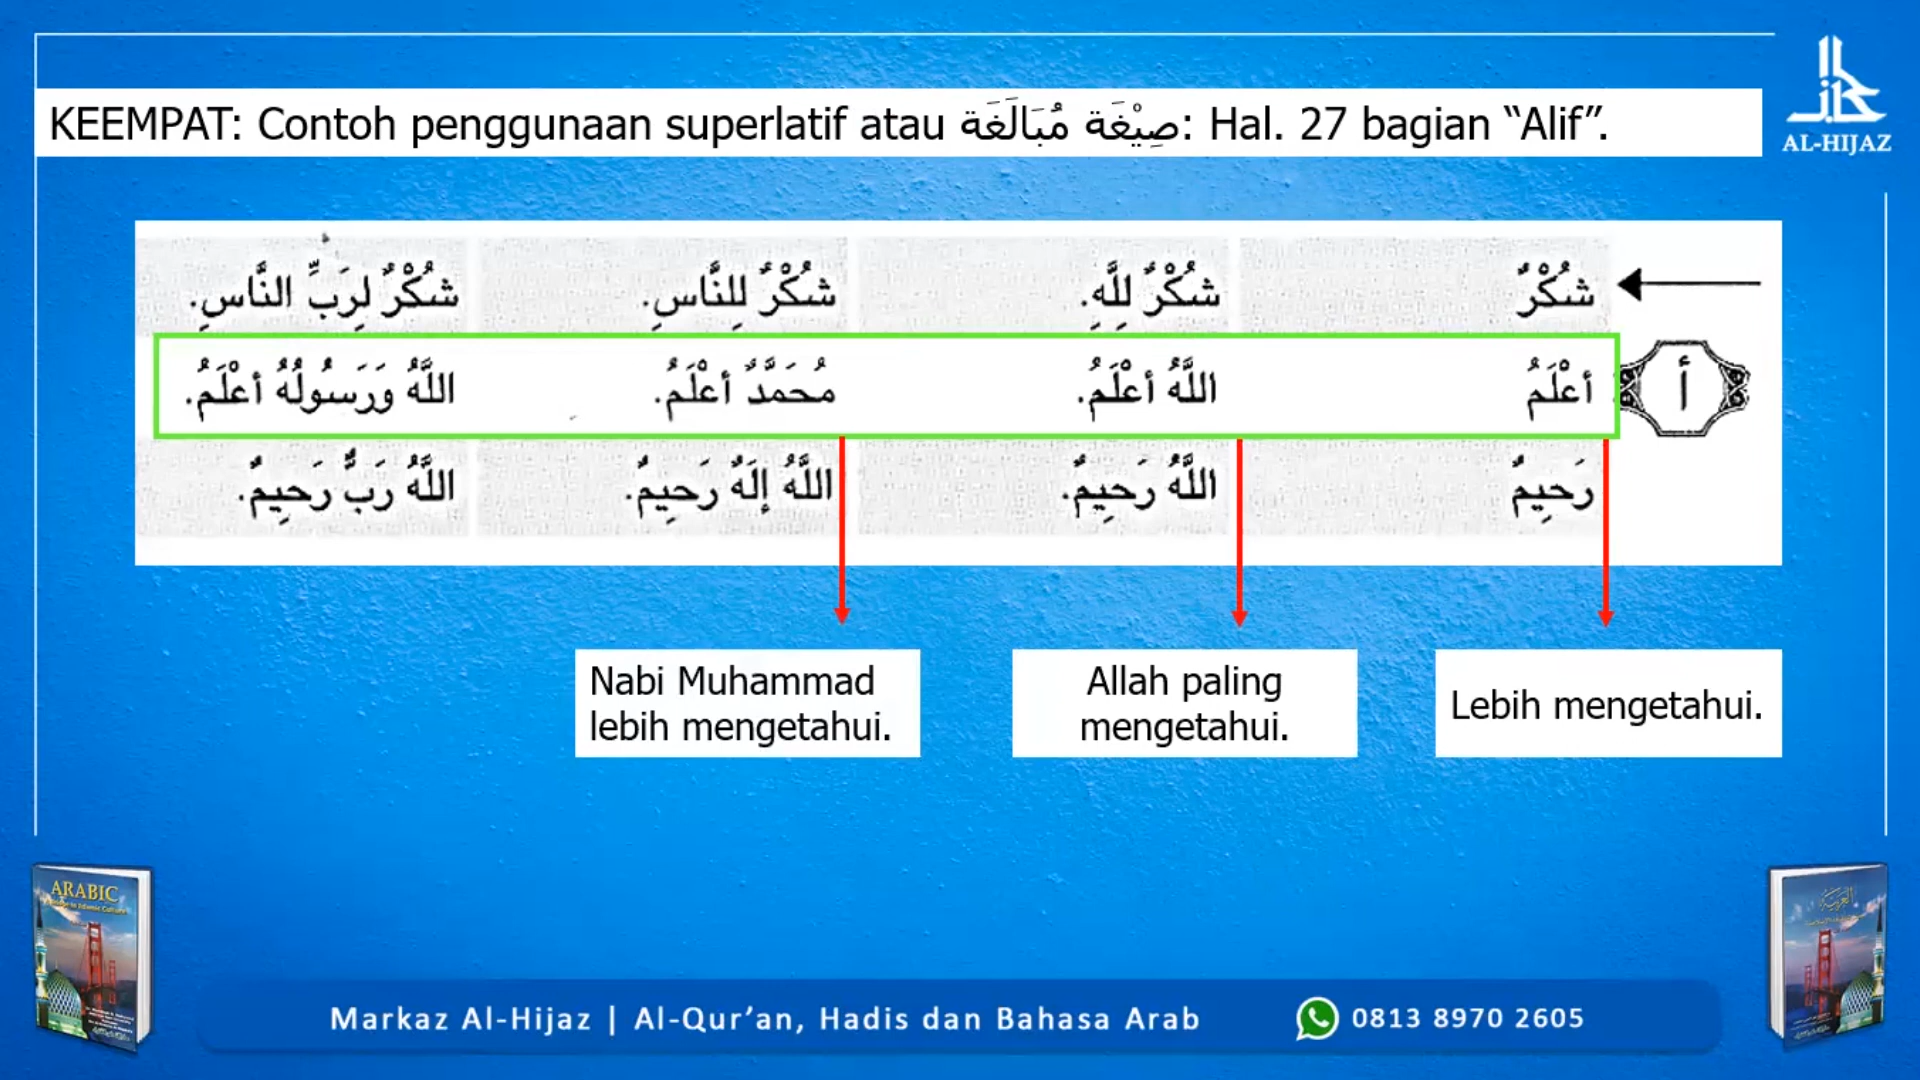 KEEMPAT: Contoh penggunaan superlatif atau صِيْغَة مُبَالَغَة: Hal. 27 bagian “Alif”.
AL-HIJAZ
شُكْرٌ شُكْرٌ لِلَّهِ. شُكْرٌ لِلنَّاسِ. شُكْرٌ لِرَبِّ النَّاسِ.
أ أَعْلَمُ اللَّهُ أَعْلَمُ. مُحَمَّدٌ أَعْلَمُ. اللَّهُ وَرَسُولُهُ أَعْلَمُ.
رَحِيمٌ اللَّهُ رَحِيمٌ. اللَّهُ إِلَهٌ رَحِيمٌ. اللَّهُ رَبٌّ رَحِيمٌ.
Nabi Muhammad
lebih mengetahui.
Allah paling
mengetahui.
Lebih mengetahui.
ARABIC
Markaz Al-Hijaz | Al-Qur’an, Hadis dan Bahasa Arab 0813 8970 2605